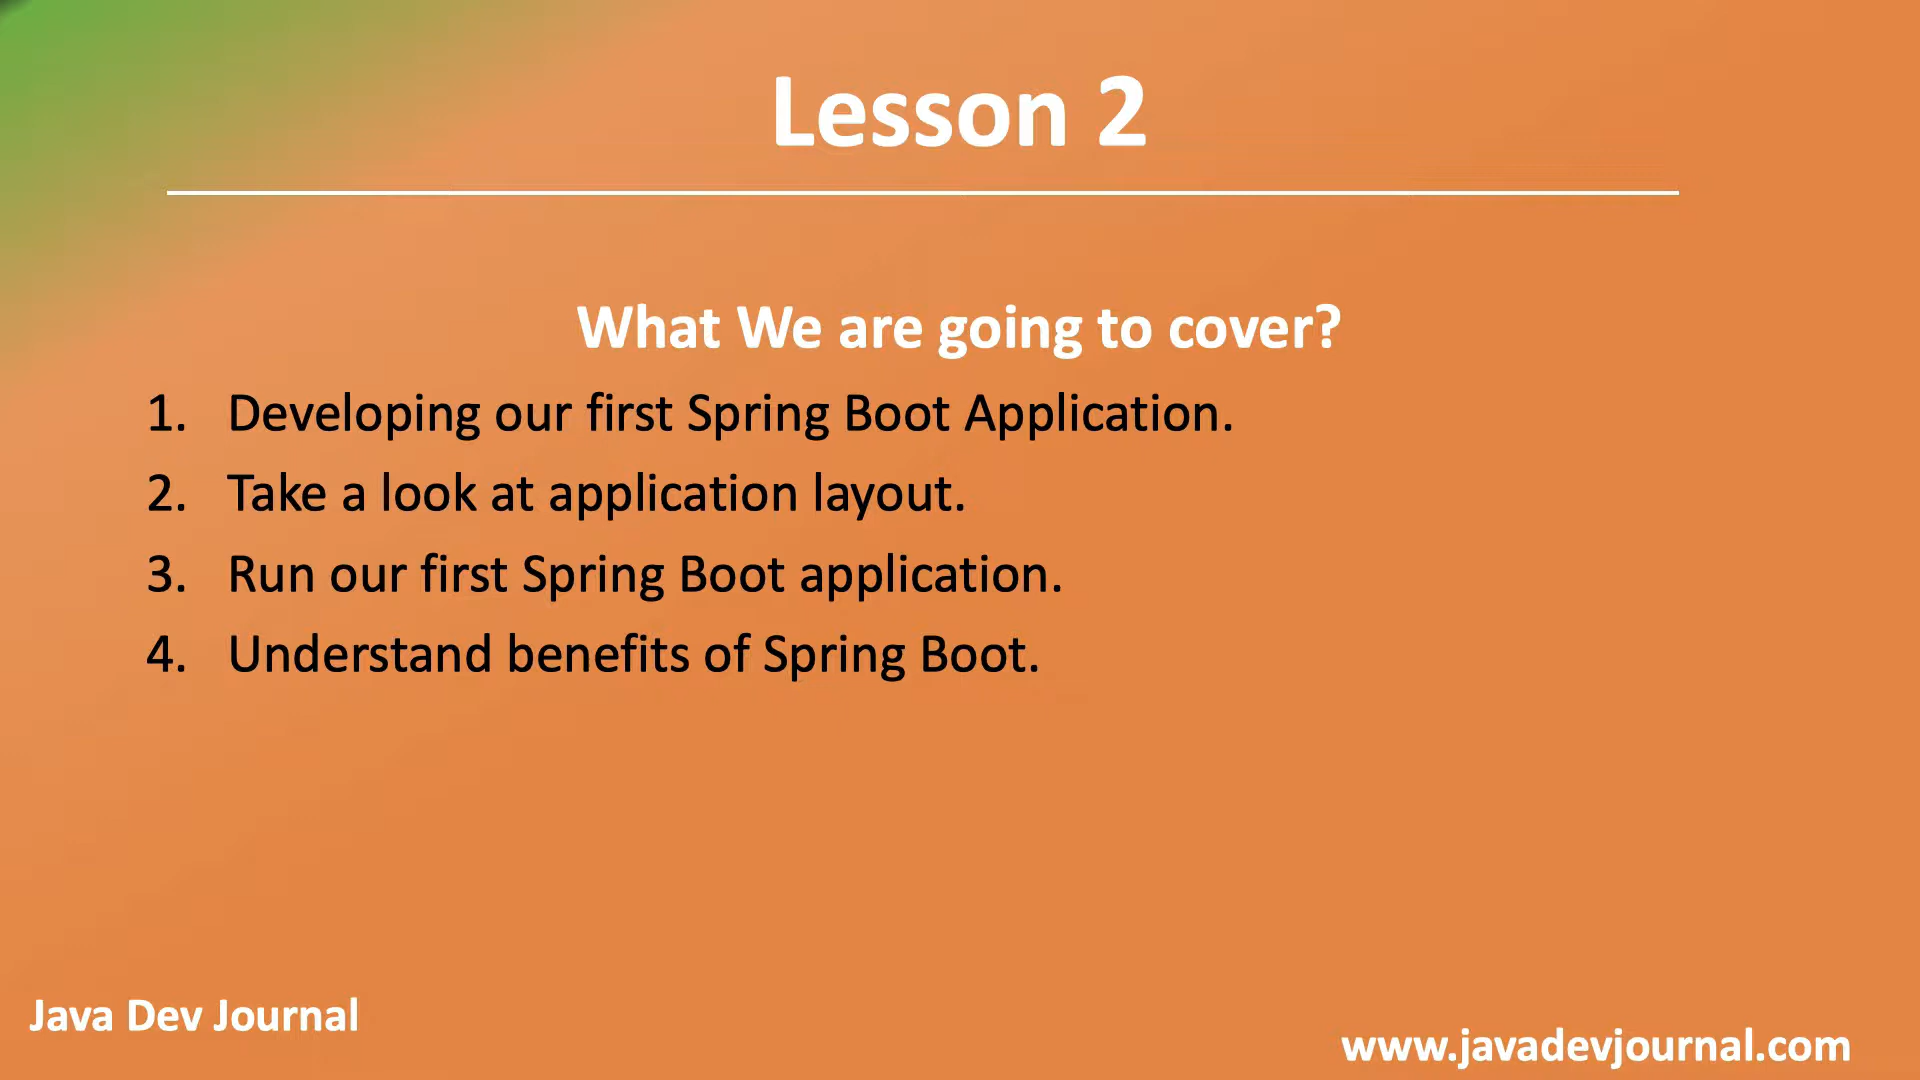 Lesson 2
What We are going to cover?
1. Developing our first Spring Boot Application.
2. Take a look at application layout.
3. Run our first Spring Boot application.
4. Understand benefits of Spring Boot.
Java Dev Journal
www.javadevjournal.com